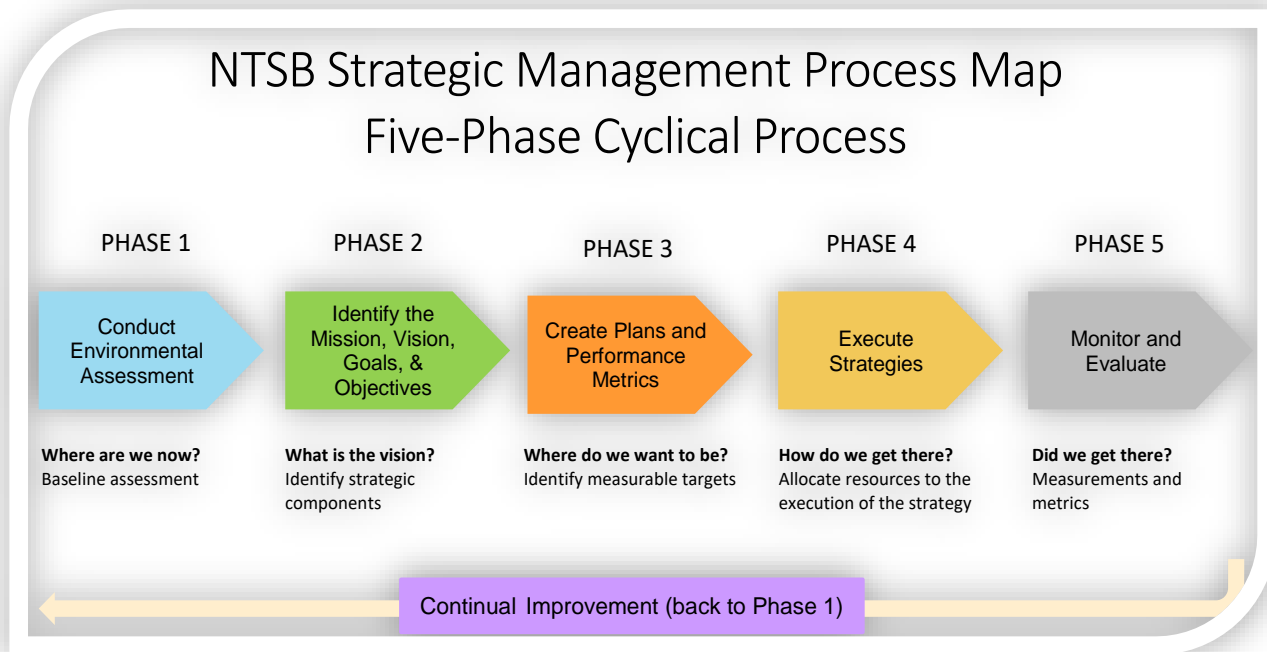 NTSB Strategic Management Process Map
Five-Phase Cyclical Process
PHASE 1
Conduct
Environmental
Assessment
Where are we now?
Baseline assessment
PHASE 2
Identify the
Mission, Vision,
Goals, &
Objectives
What is the vision?
Identify strategic
components
PHASE 3
Create Plans and
Performance
Metrics
Where do we want to be?
Identify measurable targets
PHASE 4
Execute
Strategies
How do we get there?
Allocate resources to the
execution of the strategy
PHASE 5
Monitor and
Evaluate
Did we get there?
Measurements and
metrics
Continual Improvement (back to Phase 1)